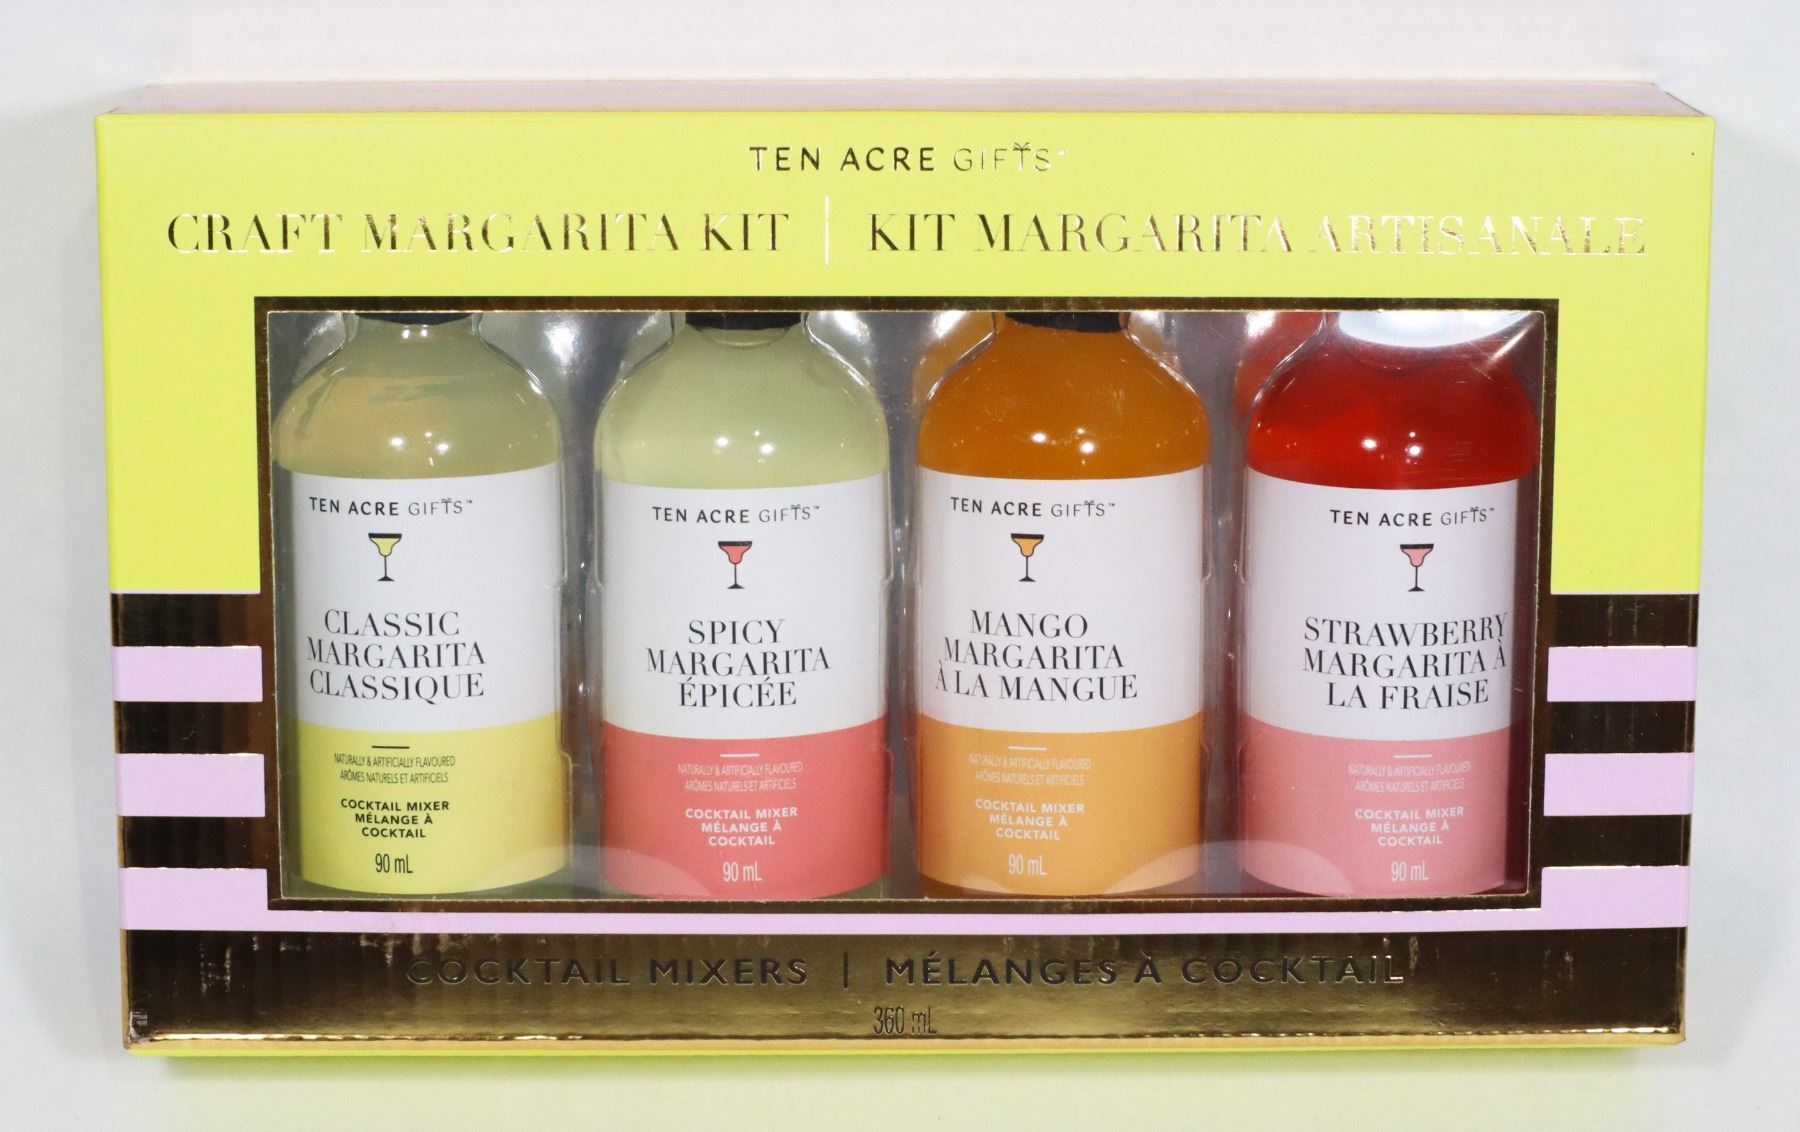 TEN ACRE GIFTS™
CRAFT MARGARITA KIT | KIT MARGARITA ARTISANALE
TEN ACRE GIFTS™
CLASSIC
MARGARITA
CLASSIQUE
NATURALLY & ARTIFICIALLY FLAVOURED
ARÔMES NATURELS ET ARTIFICIELS
COCKTAIL MIXER
MÉLANGE À
COCKTAIL
90 mL
TEN ACRE GIFTS™
SPICY
MARGARITA
ÉPICÉE
NATURALLY & ARTIFICIALLY FLAVOURED
ARÔMES NATURELS ET ARTIFICIELS
COCKTAIL MIXER
MÉLANGE À
COCKTAIL
90 mL
TEN ACRE GIFTS™
MANGO
MARGARITA
À LA MANGUE
NATURALLY & ARTIFICIALLY FLAVOURED
ARÔMES NATURELS ET ARTIFICIELS
COCKTAIL MIXER
MÉLANGE À
COCKTAIL
90 mL
TEN ACRE GIFTS™
STRAWBERRY
MARGARITA À
LA FRAISE
NATURALLY & ARTIFICIALLY FLAVOURED
ARÔMES NATURELS ET ARTIFICIELS
COCKTAIL MIXER
MÉLANGE À
COCKTAIL
90 mL
COCKTAIL MIXERS | MÉLANGES À COCKTAIL
360 mL